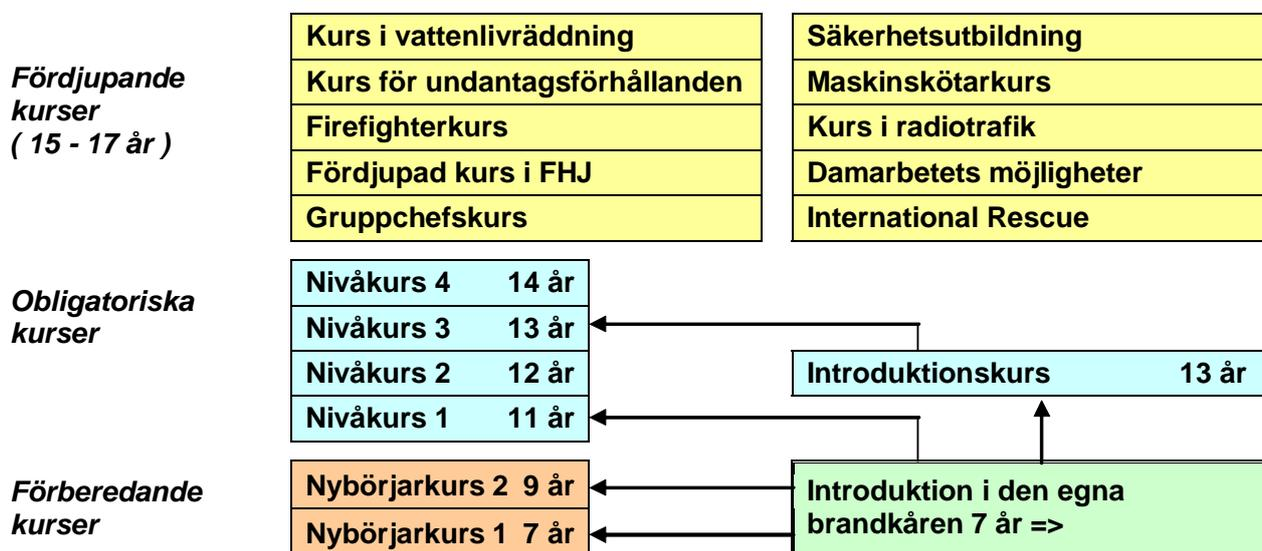 Fördjupande
kurser
( 15 - 17 år )
Kurs i vattenlivräddning
Kurs för undantagsförhållanden
Firefighterkurs
Fördjupad kurs i FHJ
Gruppchefskurs
Säkerhetsutbildning
Maskinskötarkurs
Kurs i radiotrafik
Damarbetets möjligheter
International Rescue
Obligatoriska
kurser
Nivåkurs 4 14 år
Nivåkurs 3 13 år
Nivåkurs 2 12 år
Nivåkurs 1 11 år
Introduktionskurs 13 år
Förberedande
kurser
Nybörjarkurs 2 9 år
Nybörjarkurs 1 7 år
Introduktion i den egna
brandkåren 7 år =>